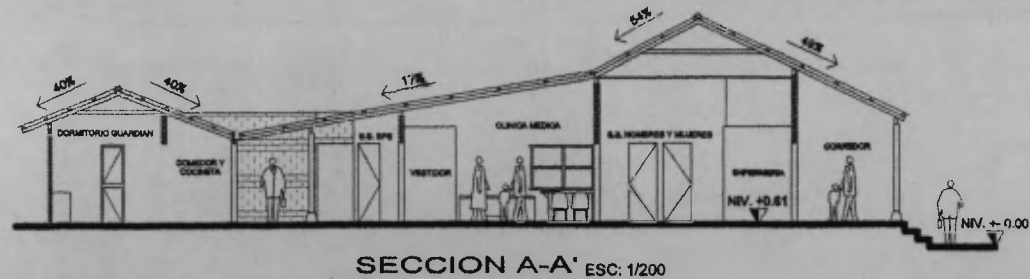 54%
49%
17%
40%
40%
DORMITORIO GUARDIAN
S.S. EPS
CLINICA MEDICA
S.S. HOMBRES Y MUJERES
COMEDOR Y
COCINETA
VESTIDOR
ENFERMERIA
CORREDOR
NIV. +0.61
NIV. +- 0.00
SECCION A-A' ESC: 1/200